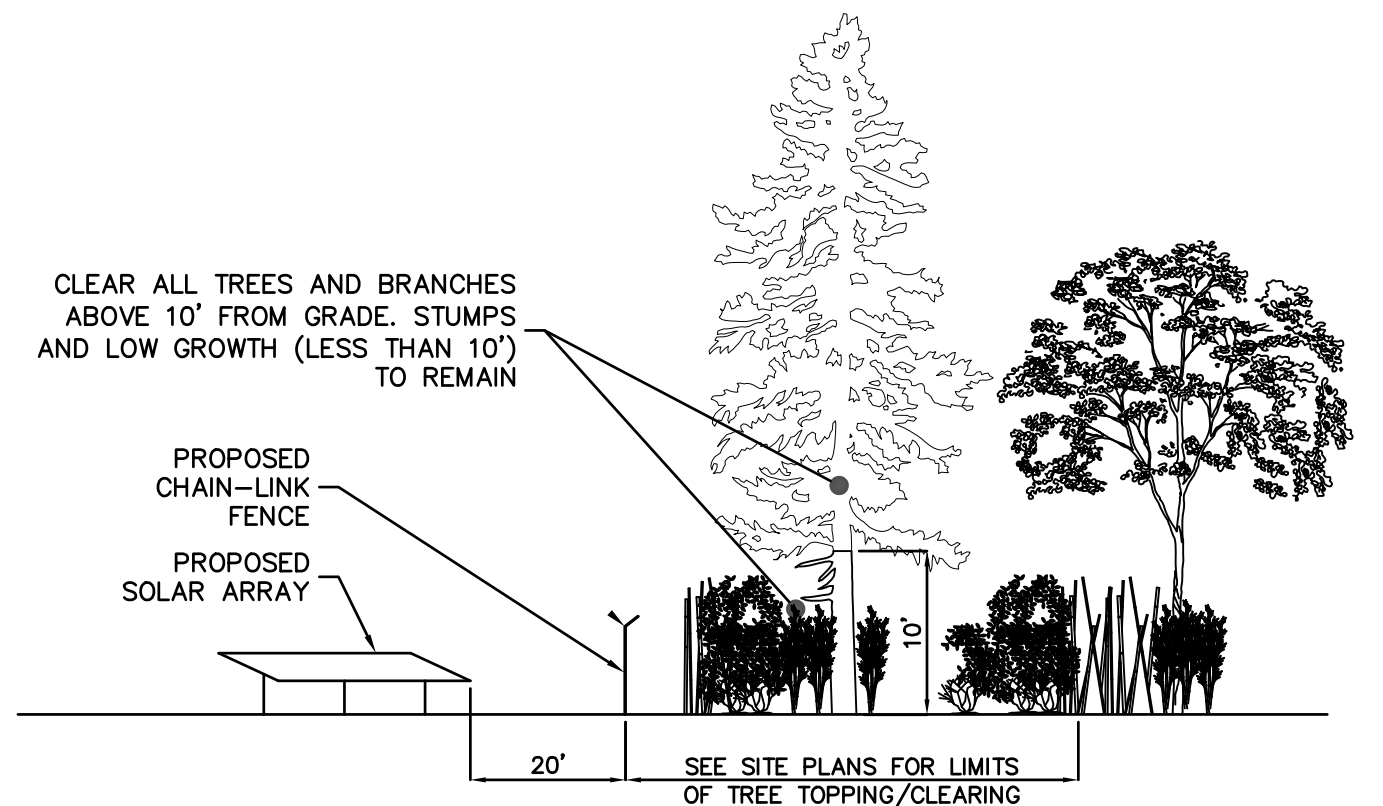 CLEAR ALL TREES AND BRANCHES
ABOVE 10' FROM GRADE. STUMPS
AND LOW GROWTH (LESS THAN 10')
TO REMAIN
PROPOSED
CHAIN-LINK
FENCE
PROPOSED
SOLAR ARRAY
10'
20'
SEE SITE PLANS FOR LIMITS
OF TREE TOPPING/CLEARING